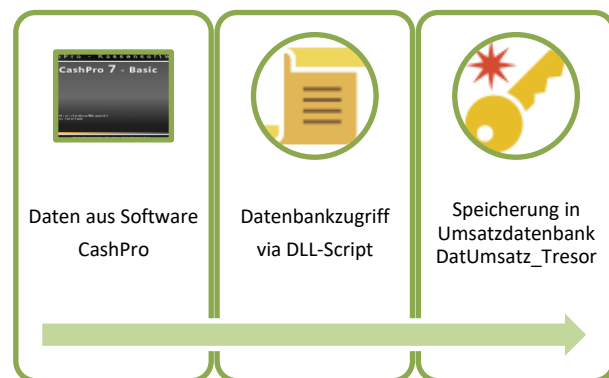 CashPro 7 - Basic
Daten aus Software
CashPro
Datenbankzugriff
via DLL-Script
Speicherung in
Umsatzdatenbank
DatUmsatz_Tresor